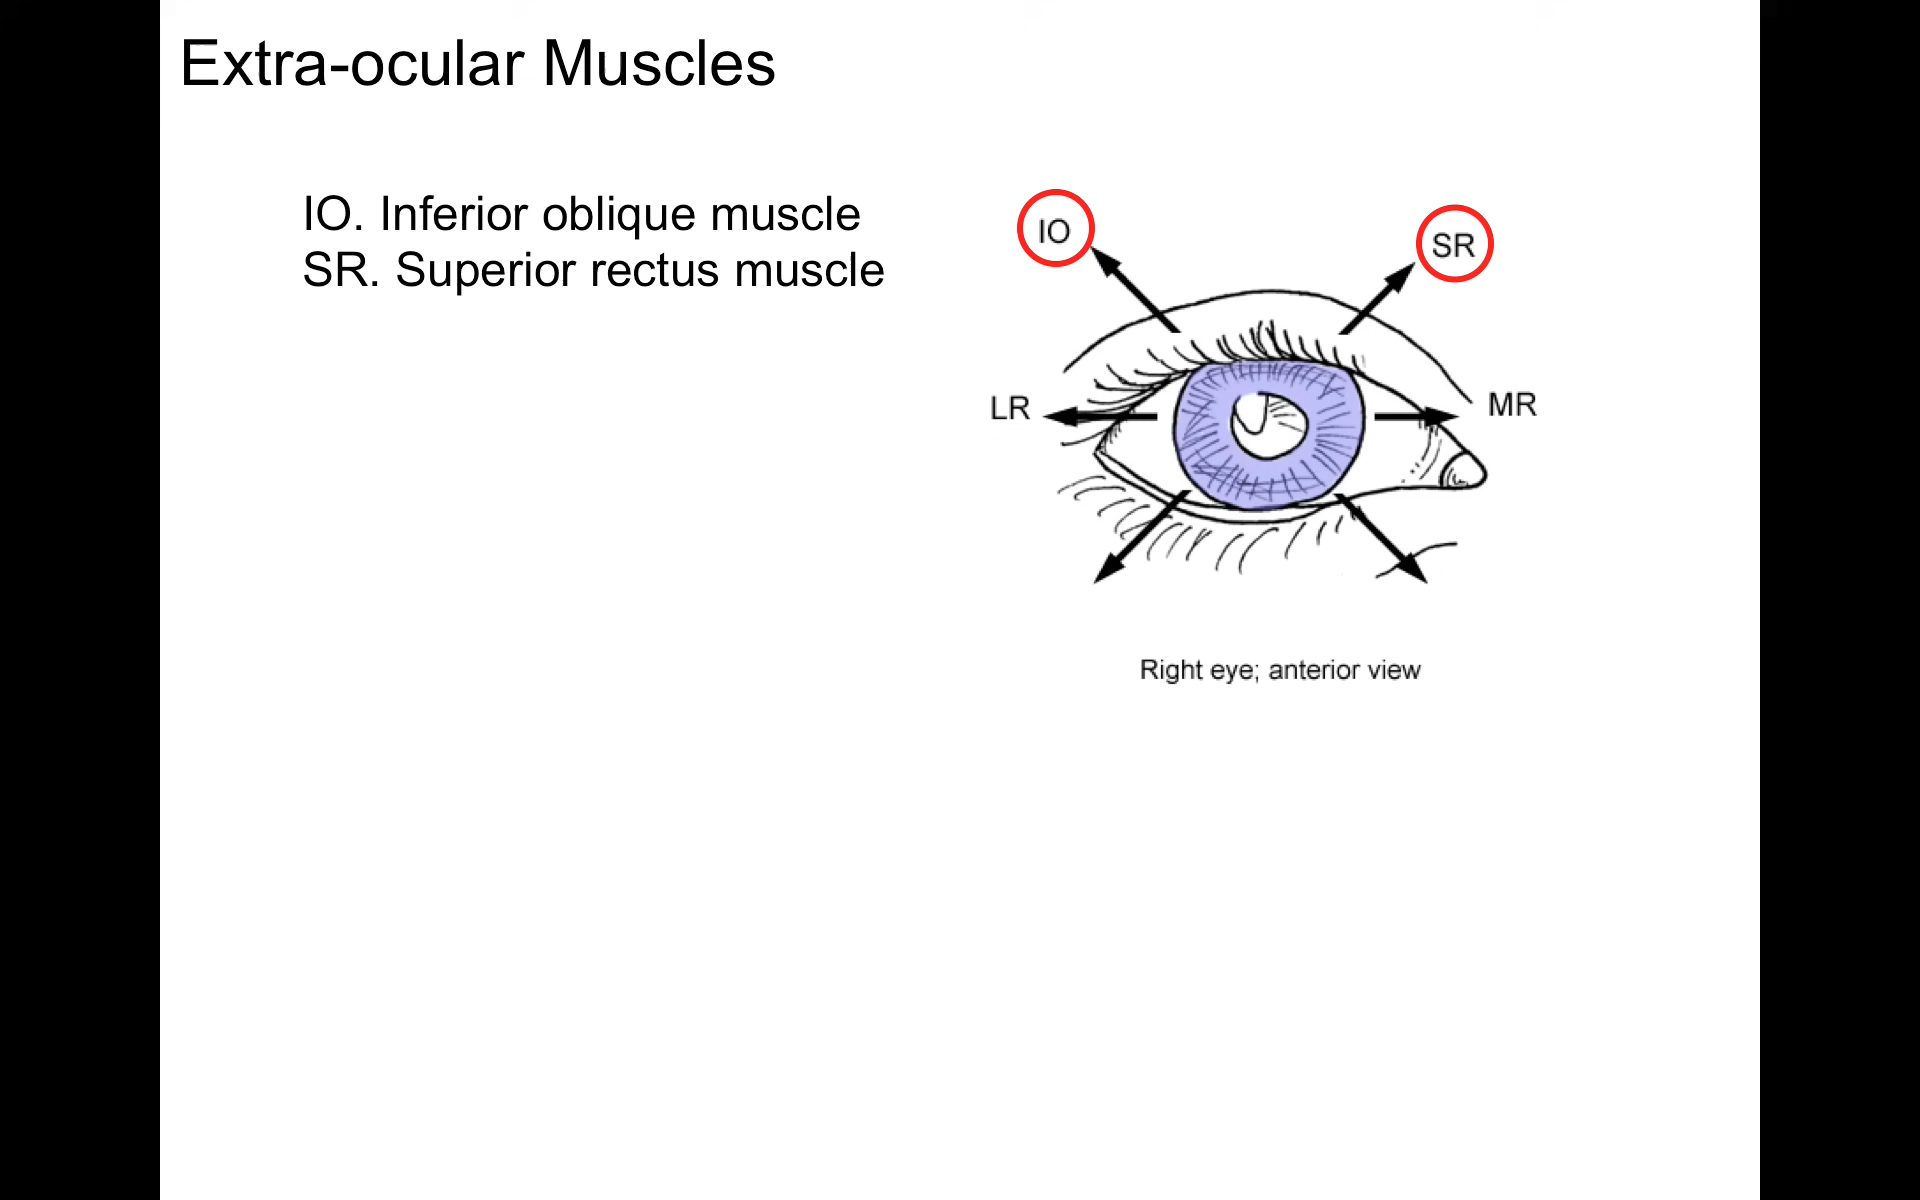 Extra-ocular Muscles
IO. Inferior oblique muscle
SR. Superior rectus muscle
IO
SR
LR
MR
Right eye; anterior view